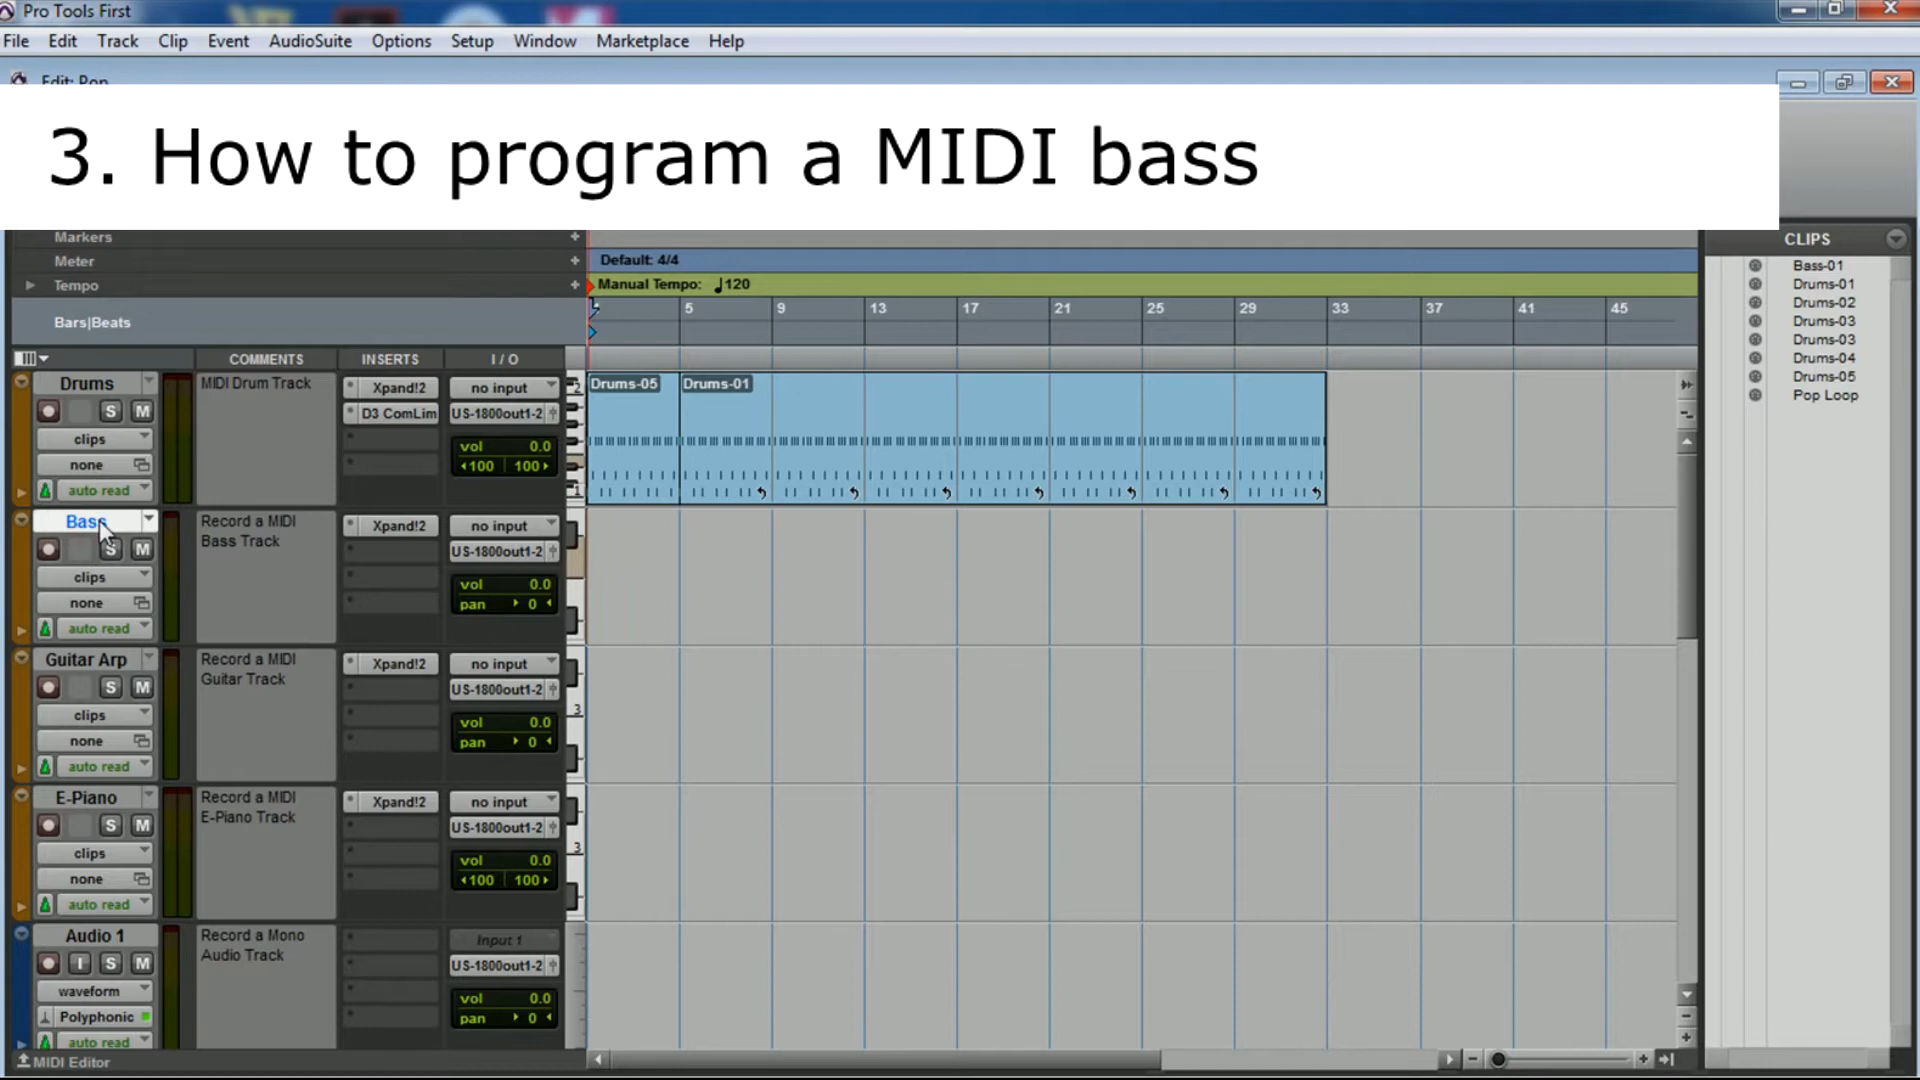 Pro Tools First
File Edit Track Clip Event AudioSuite Options Setup Window Marketplace Help
Edit: Pop
3. How to program a MIDI bass
Markers
Meter
Default: 4/4
Tempo
Manual Tempo: 120
Bars|Beats
5 9 13 17 21 25 29 33 37 41 45
COMMENTS INSERTS I / O
Drums
MIDI Drum Track
Xpand!2
no input
D3 ComLim
US-1800out1-2
S M
clips
none
auto read
vol 0.0
100 100
2
1
Drums-05 Drums-01
Bass
Record a MIDI
Bass Track
Xpand!2
no input
US-1800out1-2
S M
clips
none
auto read
vol 0.0
pan 0
Guitar Arp
Record a MIDI
Guitar Track
Xpand!2
no input
US-1800out1-2
S M
clips
none
auto read
vol 0.0
pan 0
3
E-Piano
Record a MIDI
E-Piano Track
Xpand!2
no input
US-1800out1-2
S M
clips
none
auto read
vol 0.0
100 100
3
Audio 1
Record a Mono
Audio Track
Input 1
US-1800out1-2
I S M
waveform
Polyphonic
auto read
vol 0.0
pan 0
MIDI Editor
CLIPS
Bass-01
Drums-01
Drums-02
Drums-03
Drums-03
Drums-04
Drums-05
Pop Loop